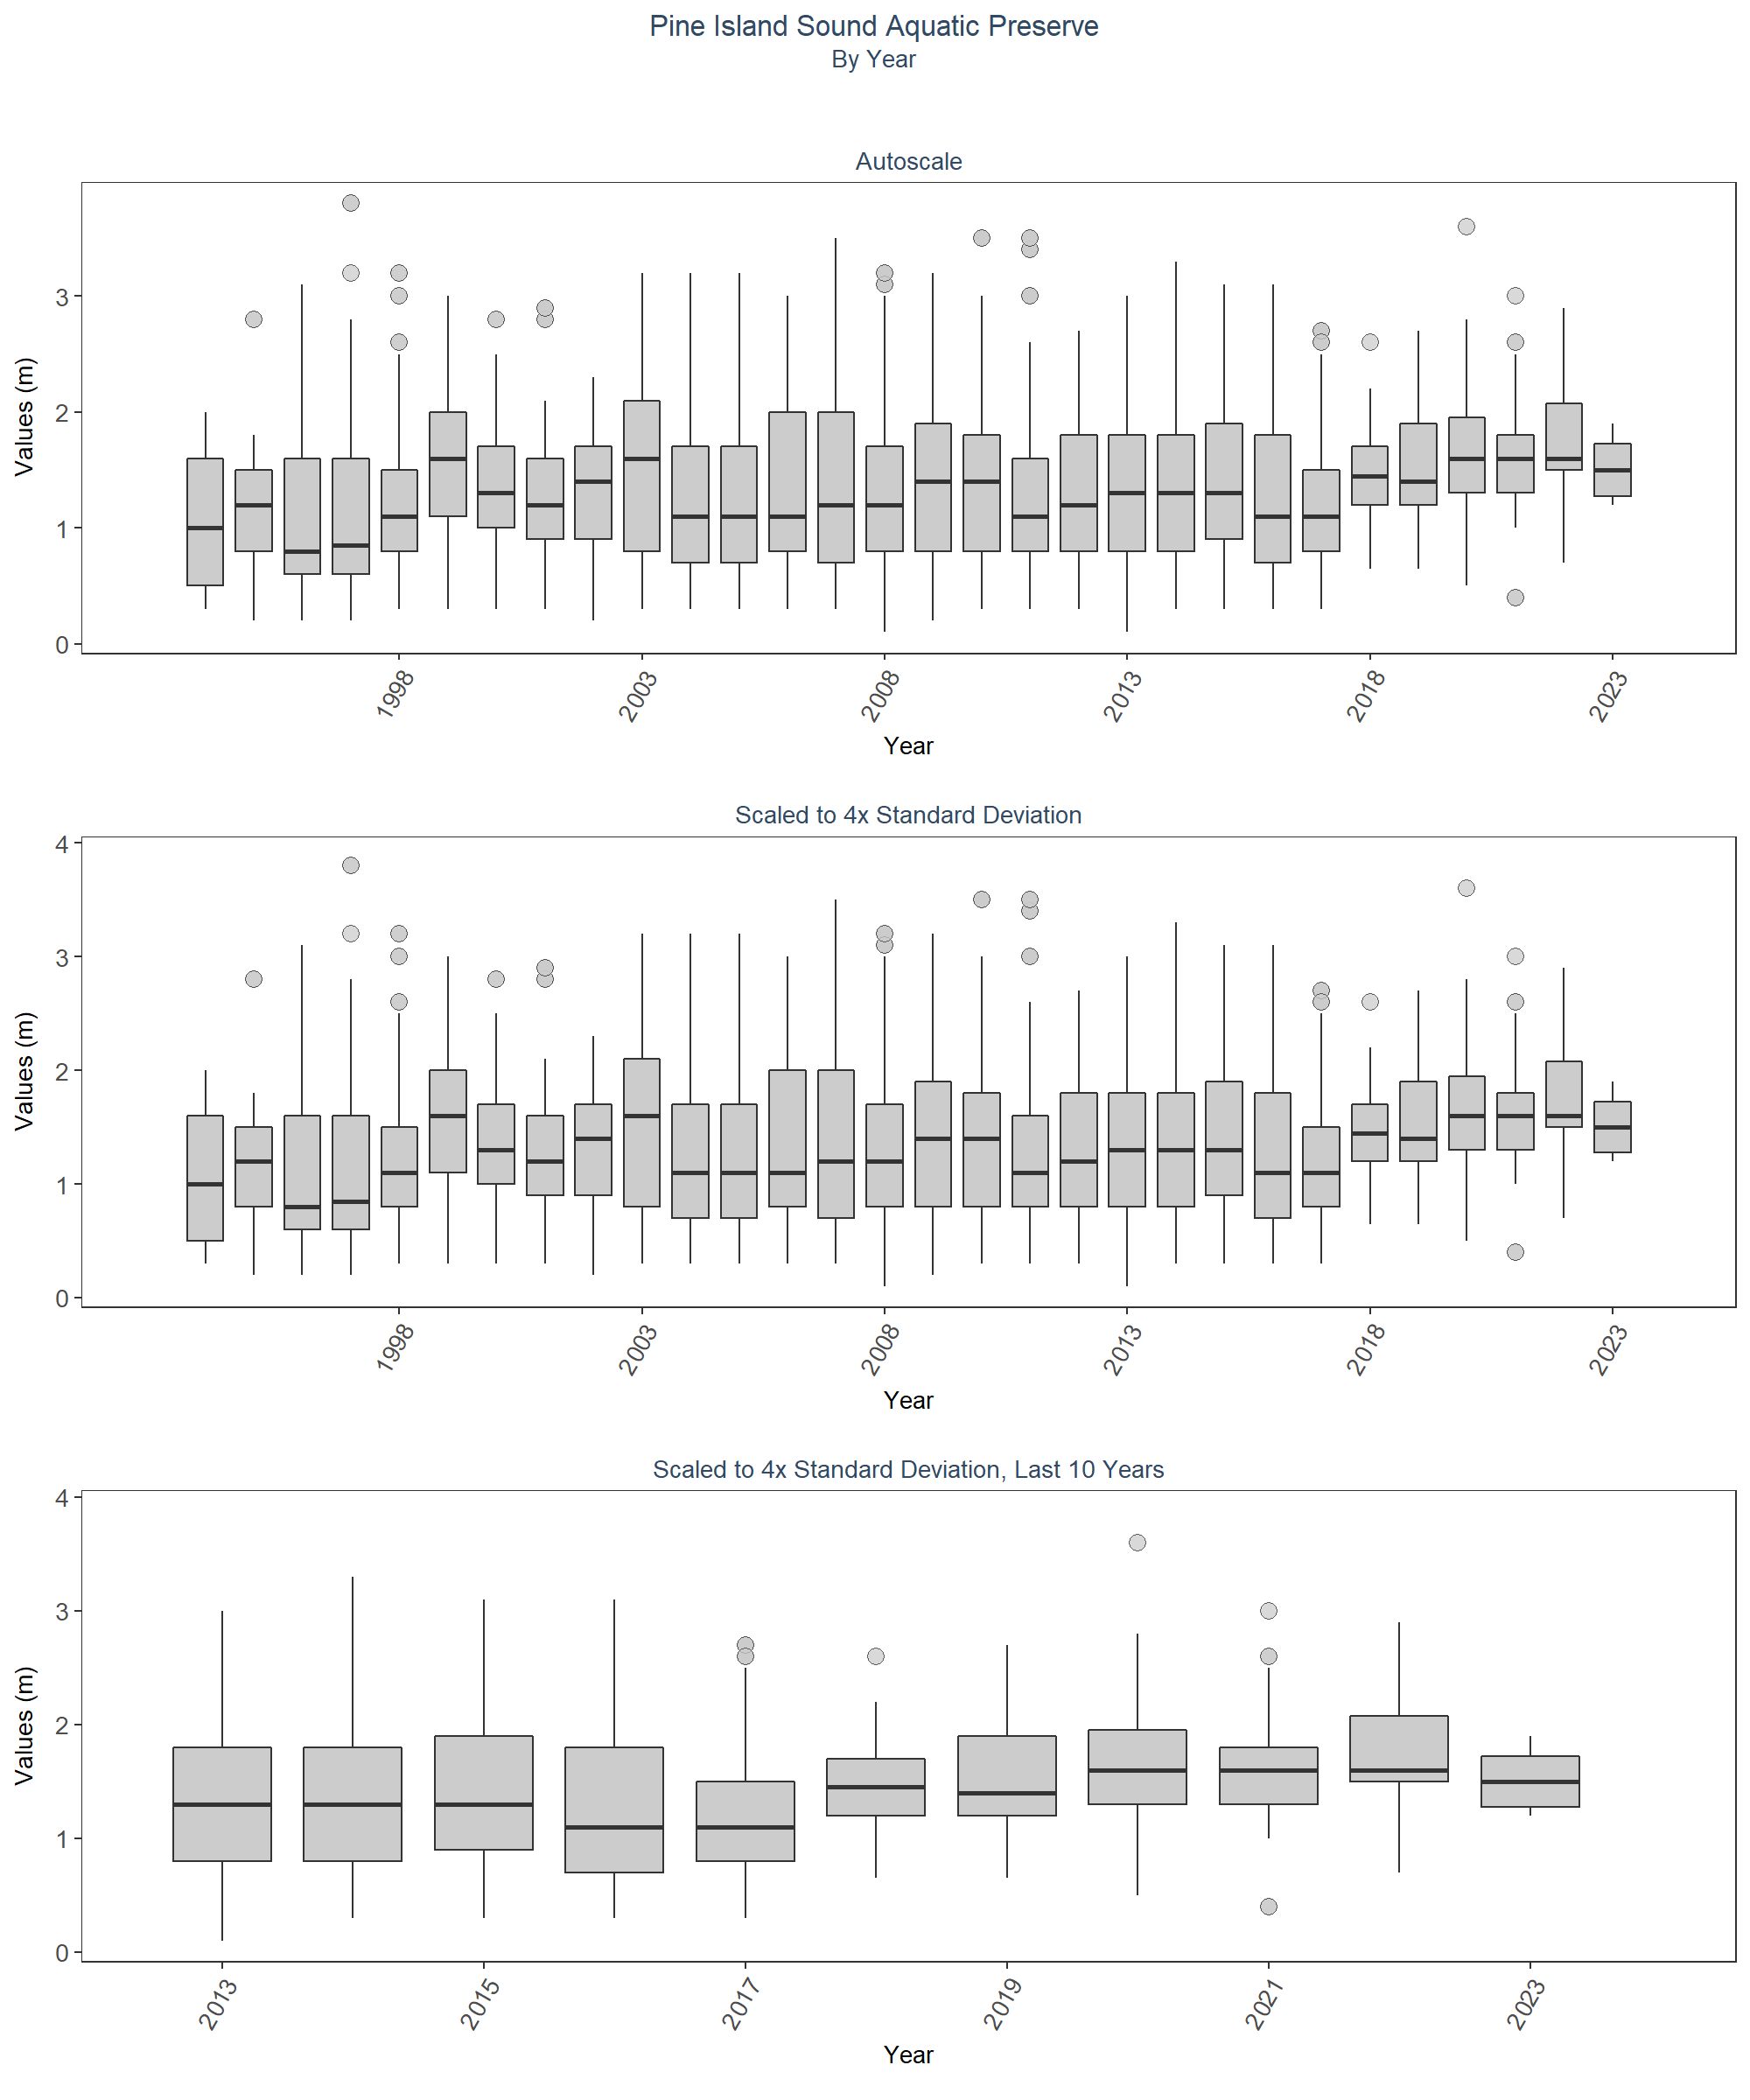 Pine Island Sound Aquatic Preserve
By Year
Autoscale
Values (m)
3
2
1
0
1998
2003
2008
2013
2018
2023
Year
Scaled to 4x Standard Deviation
Values (m)
4
3
2
1
0
1998
2003
2008
2013
2018
2023
Year
Scaled to 4x Standard Deviation, Last 10 Years
Values (m)
4
3
2
1
0
2013
2015
2017
2019
2021
2023
Year